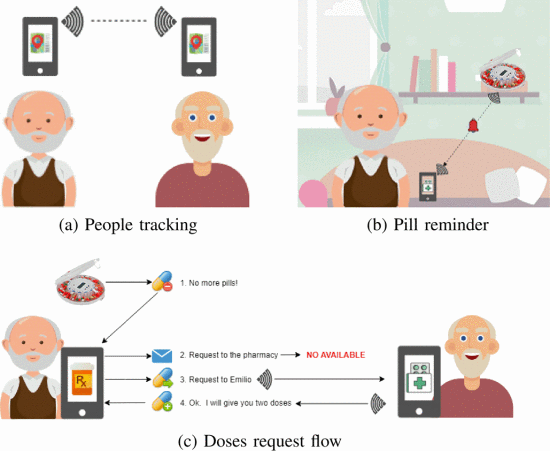 (a) People tracking
(b) Pill reminder
1. No more pills!
2. Request to the pharmacy
NO AVAILABLE
Rx
3. Request to Emilio
4. Ok. I will give you two doses
(c) Doses request flow